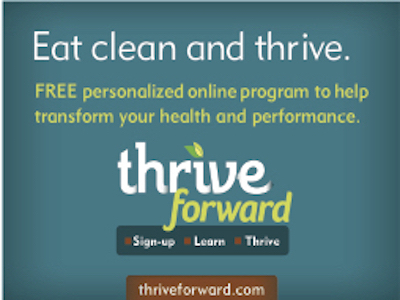 Eat clean and thrive.
FREE personalized online program to help
transform your health and performance.
thrive
forward
Sign-up Learn Thrive
thriveforward.com